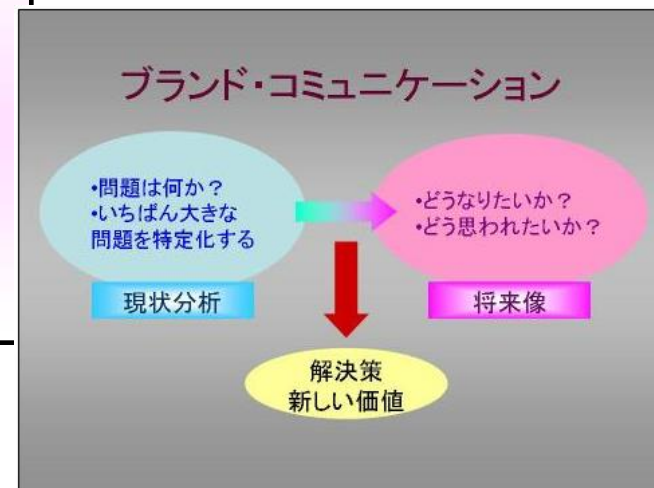 ブランド・コミュニケーション
•問題は何か？
•いちばん大きな
問題を特定化する
現状分析
•どうなりたいか？
•どう思われたいか？
将来像
解決策
新しい価値